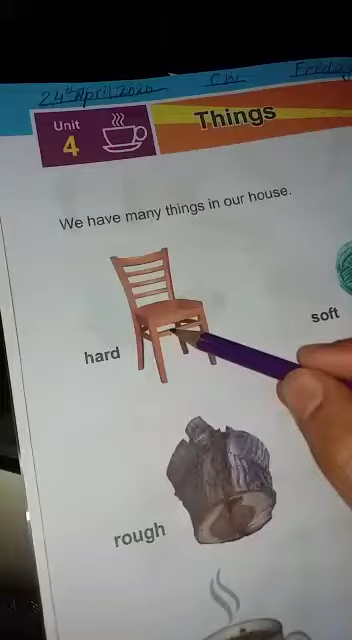 24th April 2020 CW Friday
Unit
4
Things
We have many things in our house.
hard
soft
rough